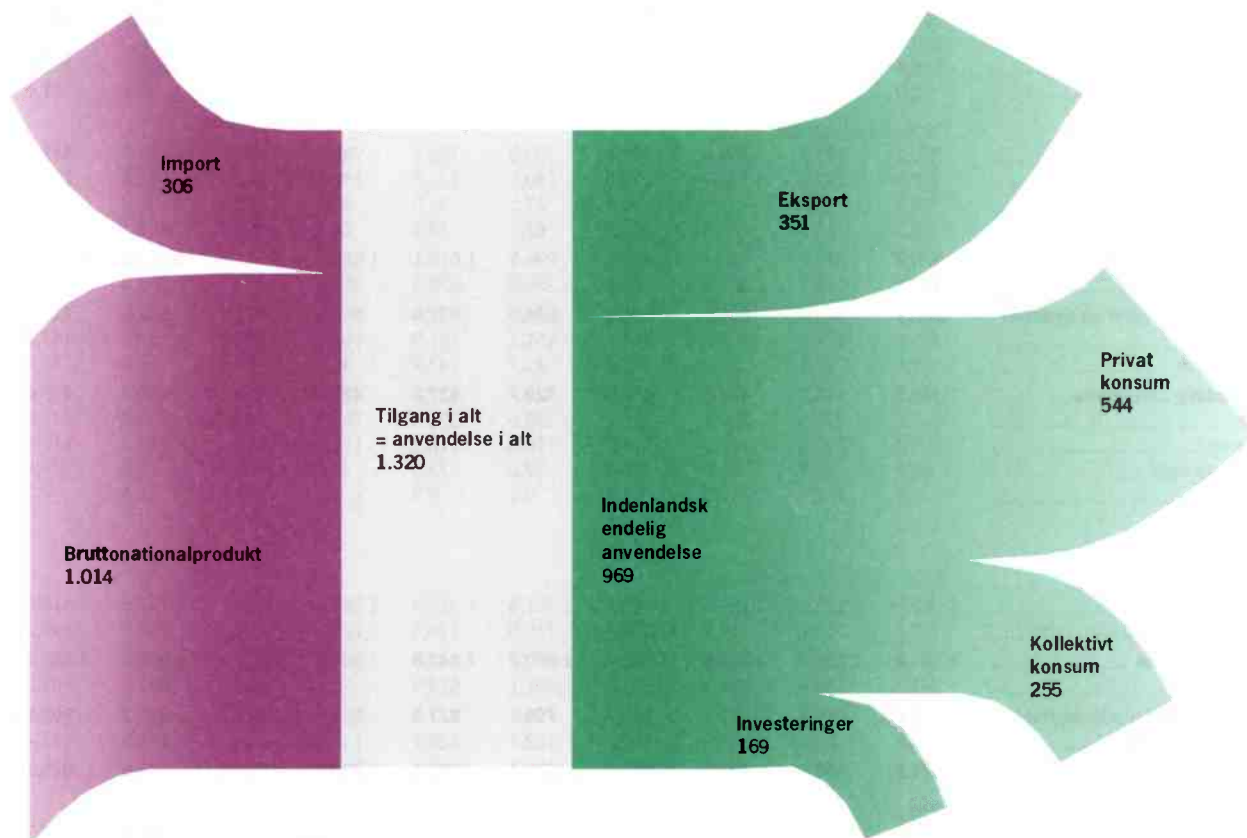 Import
306
Eksport
351
Privat
konsum
544
Tilgang i alt
= anvendelse i alt
1.320
Indenlandsk
endelig
anvendelse
969
Bruttonationalprodukt
1.014
Kollektivt
konsum
255
Investeringer
169